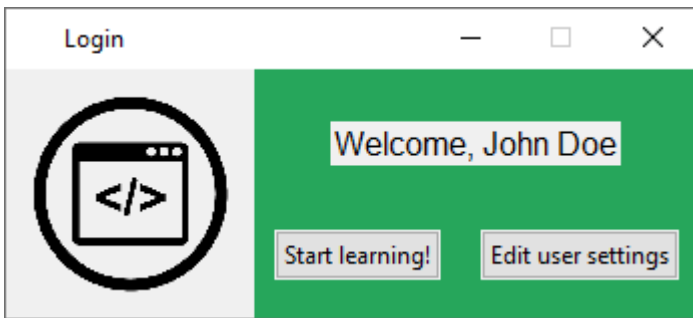 Login
</>
Welcome, John Doe
Start learning!
Edit user settings